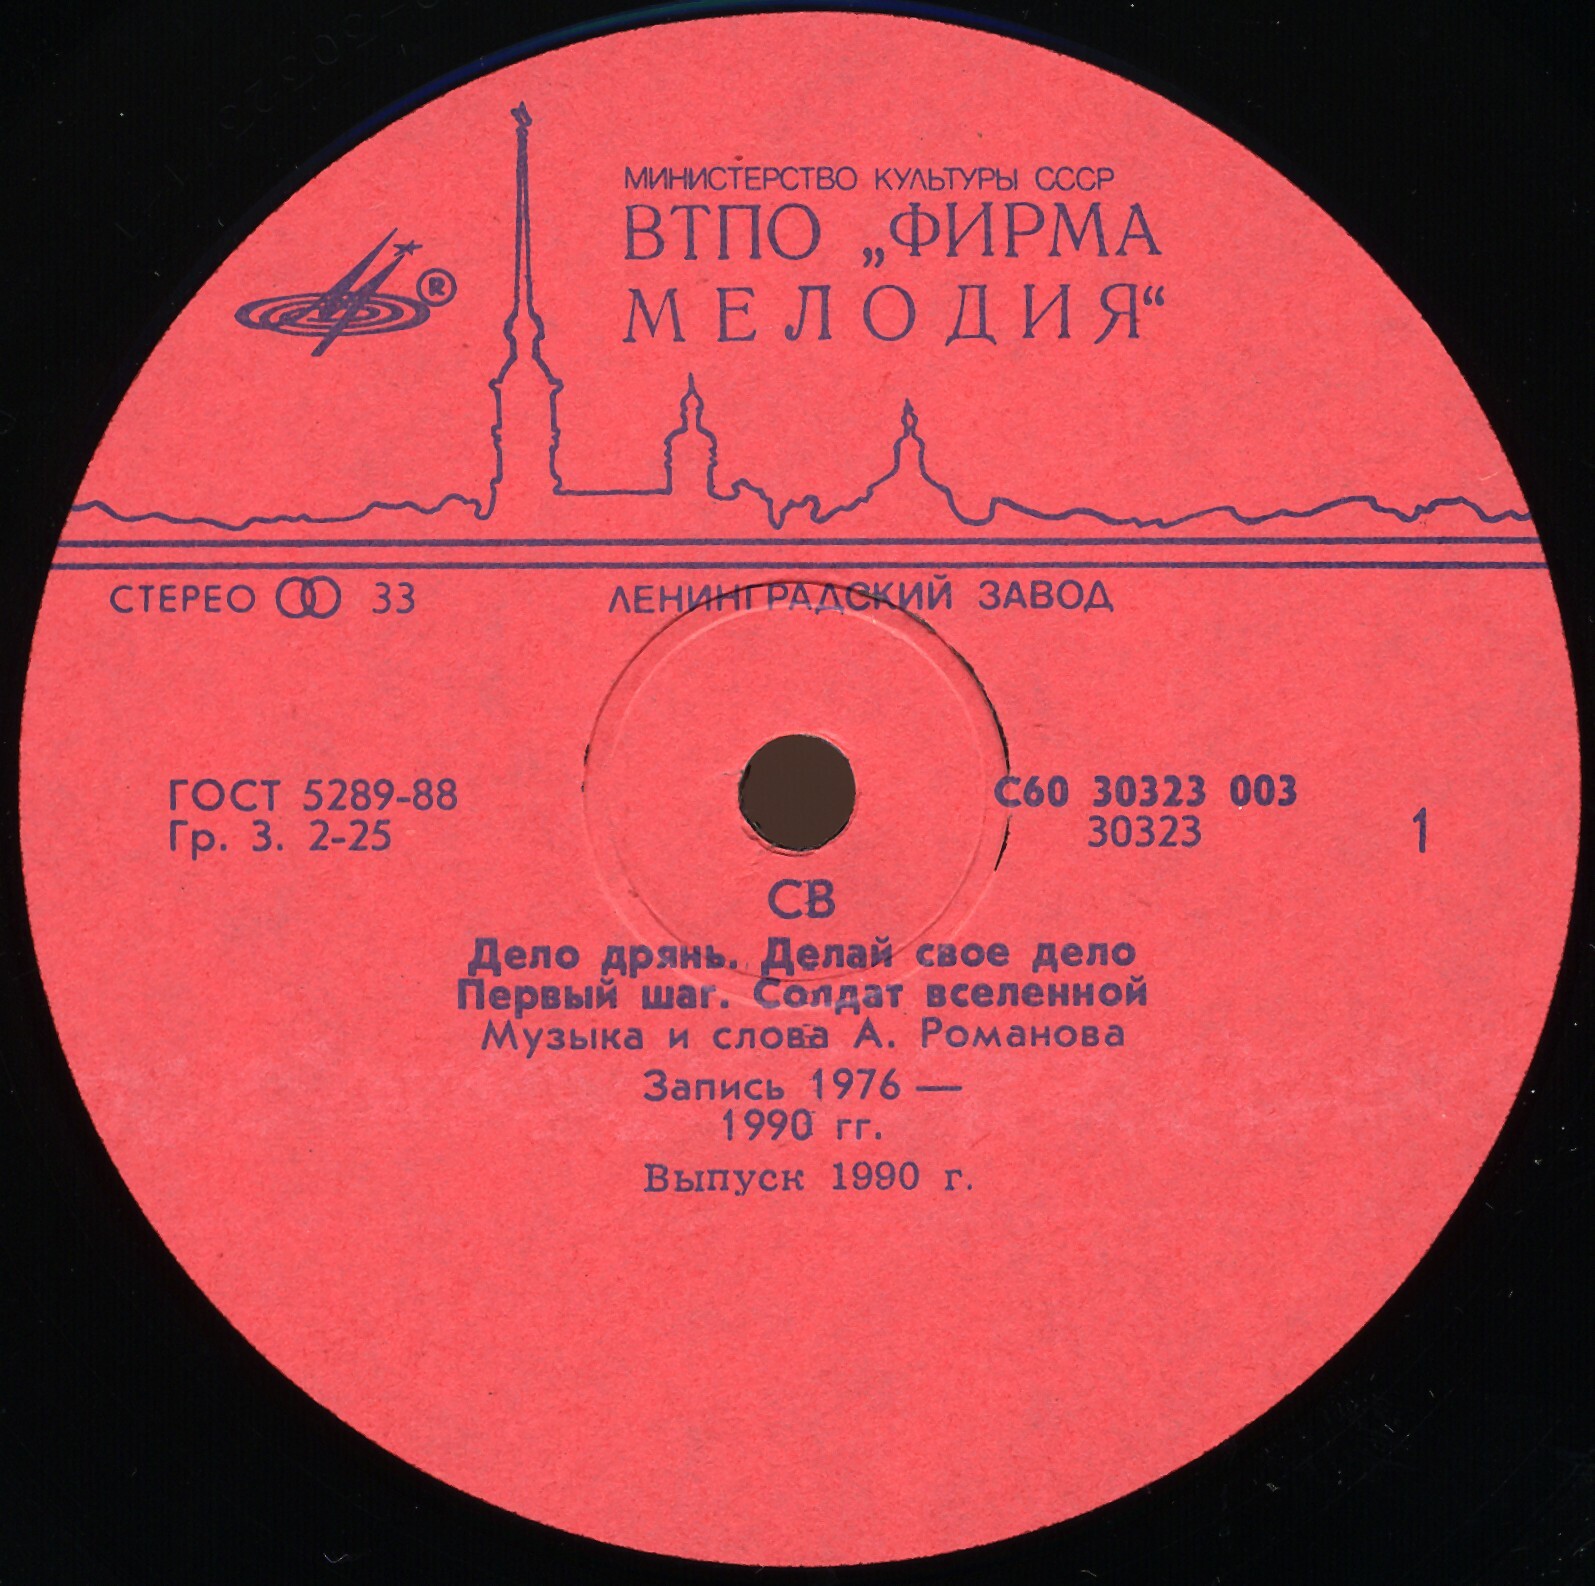 МИНИСТЕРСТВО КУЛЬТУРЫ СССР
ВТПО „ФИРМА
МЕЛОДИЯ“
®
СТЕРЕО 33 ЛЕНИНГРАДСКИЙ ЗАВОД
ГОСТ 5289-88 С60 30323 003
Гр. 3. 2-25 30323 1
СВ
Дело дрянь. Делай свое дело
Первый шаг. Солдат вселенной
Музыка и слова А. Романова
Запись 1976 —
1990 гг.
Выпуск 1990 г.